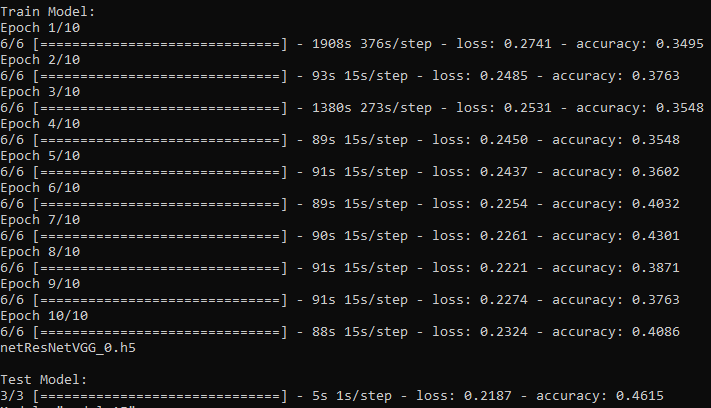 Train Model:
Epoch 1/10
6/6 [==============================] - 1908s 376s/step - loss: 0.2741 - accuracy: 0.3495
Epoch 2/10
6/6 [==============================] - 93s 15s/step - loss: 0.2485 - accuracy: 0.3763
Epoch 3/10
6/6 [==============================] - 1380s 273s/step - loss: 0.2531 - accuracy: 0.3548
Epoch 4/10
6/6 [==============================] - 89s 15s/step - loss: 0.2450 - accuracy: 0.3548
Epoch 5/10
6/6 [==============================] - 91s 15s/step - loss: 0.2437 - accuracy: 0.3602
Epoch 6/10
6/6 [==============================] - 89s 15s/step - loss: 0.2254 - accuracy: 0.4032
Epoch 7/10
6/6 [==============================] - 90s 15s/step - loss: 0.2261 - accuracy: 0.4301
Epoch 8/10
6/6 [==============================] - 91s 15s/step - loss: 0.2221 - accuracy: 0.3871
Epoch 9/10
6/6 [==============================] - 91s 15s/step - loss: 0.2274 - accuracy: 0.3763
Epoch 10/10
6/6 [==============================] - 88s 15s/step - loss: 0.2324 - accuracy: 0.4086
netResNetVGG_0.h5
Test Model:
3/3 [==============================] - 5s 1s/step - loss: 0.2187 - accuracy: 0.4615